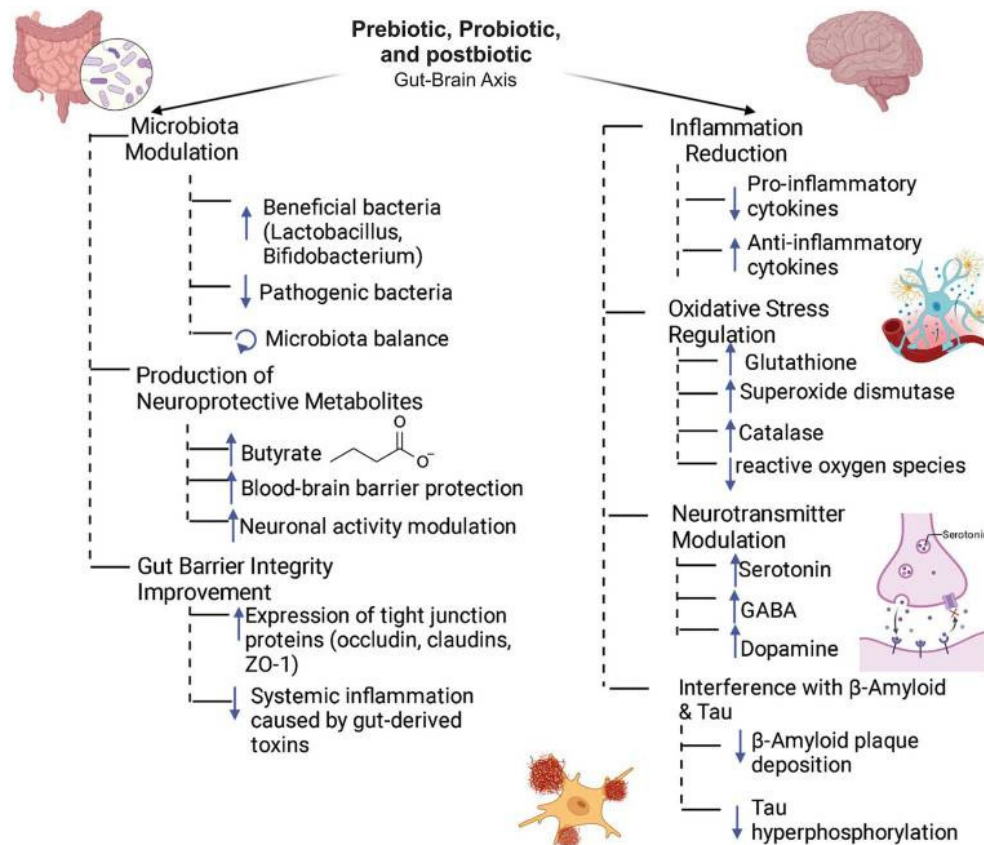 Prebiotic, Probiotic,
and postbiotic
Gut-Brain Axis
Microbiota
Modulation
Beneficial bacteria
(Lactobacillus,
Bifidobacterium)
Pathogenic bacteria
Microbiota balance
Production of
Neuroprotective Metabolites
Butyrate
O
O⁻
Blood-brain barrier protection
Neuronal activity modulation
Gut Barrier Integrity
Improvement
Expression of tight junction
proteins (occludin, claudins,
ZO-1)
Systemic inflammation
caused by gut-derived
toxins
Inflammation
Reduction
Pro-inflammatory
cytokines
Anti-inflammatory
cytokines
Oxidative Stress
Regulation
Glutathione
Superoxide dismutase
Catalase
reactive oxygen species
Neurotransmitter
Modulation
Serotonin
GABA
Dopamine
Serotonin
Interference with β-Amyloid
& Tau
β-Amyloid plaque
deposition
Tau
hyperphosphorylation